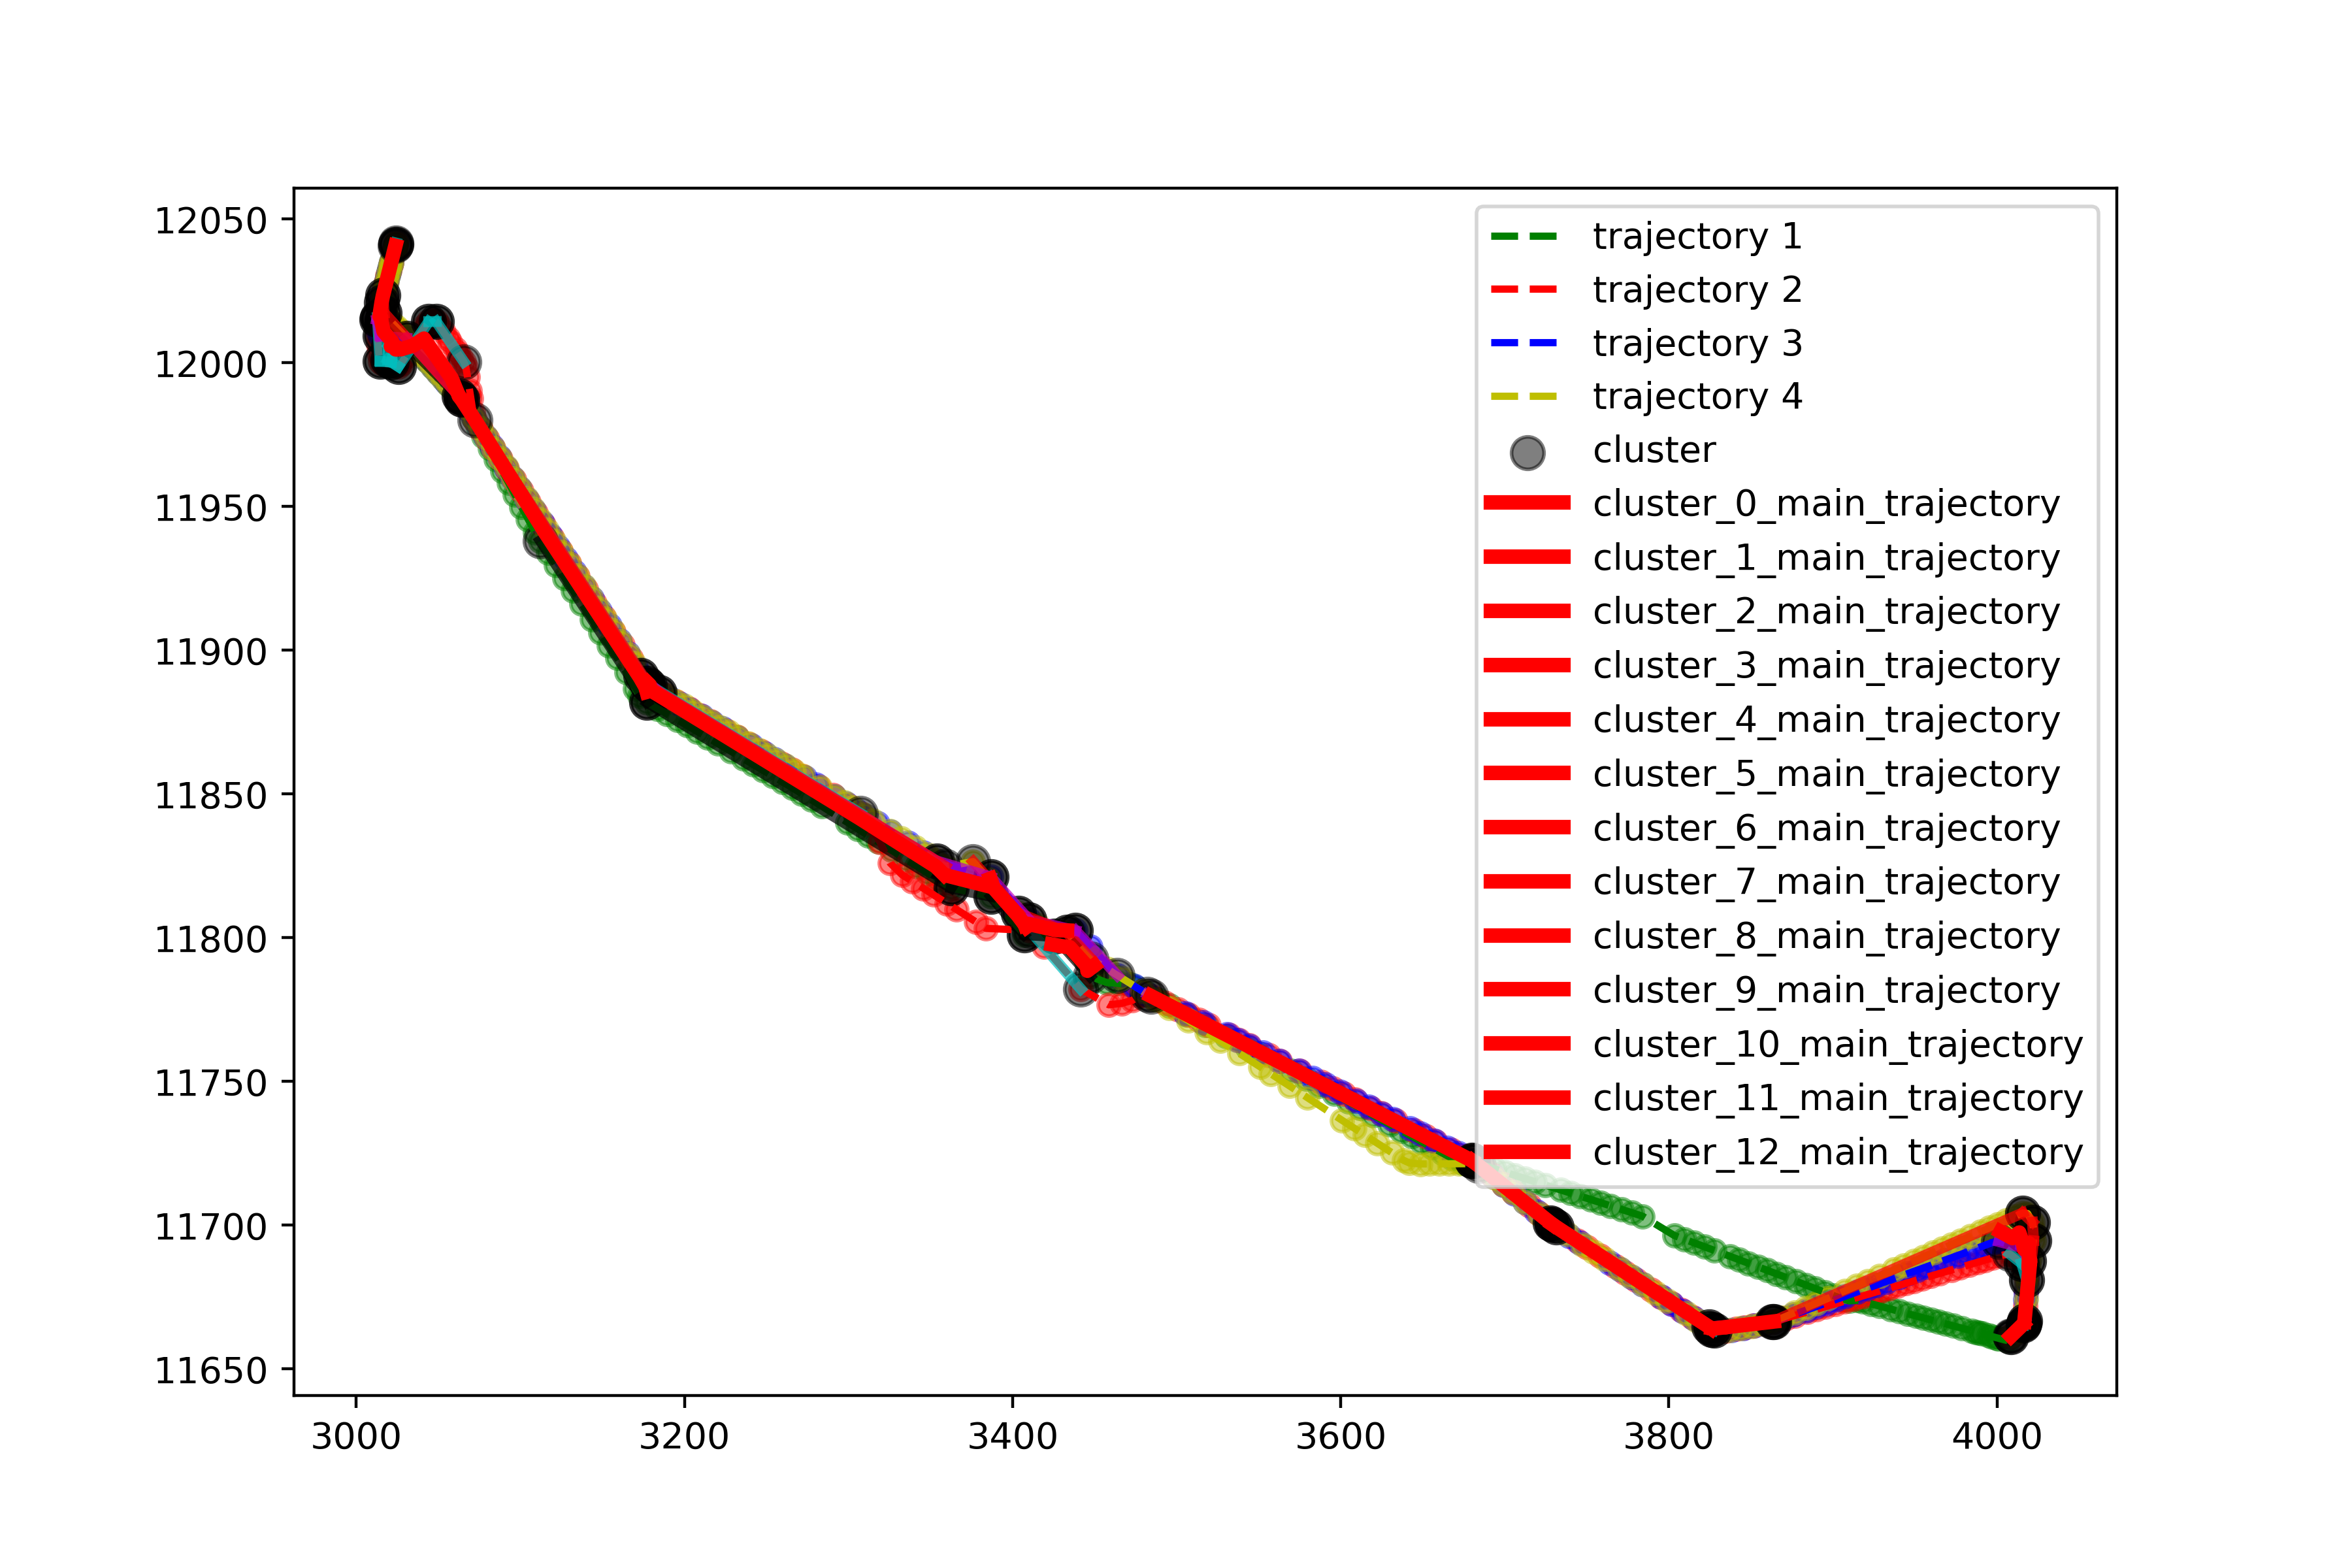 12050
12000
11950
11900
11850
11800
11750
11700
11650
3000 3200 3400 3600 3800 4000
trajectory 1
trajectory 2
trajectory 3
trajectory 4
cluster
cluster_0_main_trajectory
cluster_1_main_trajectory
cluster_2_main_trajectory
cluster_3_main_trajectory
cluster_4_main_trajectory
cluster_5_main_trajectory
cluster_6_main_trajectory
cluster_7_main_trajectory
cluster_8_main_trajectory
cluster_9_main_trajectory
cluster_10_main_trajectory
cluster_11_main_trajectory
cluster_12_main_trajectory